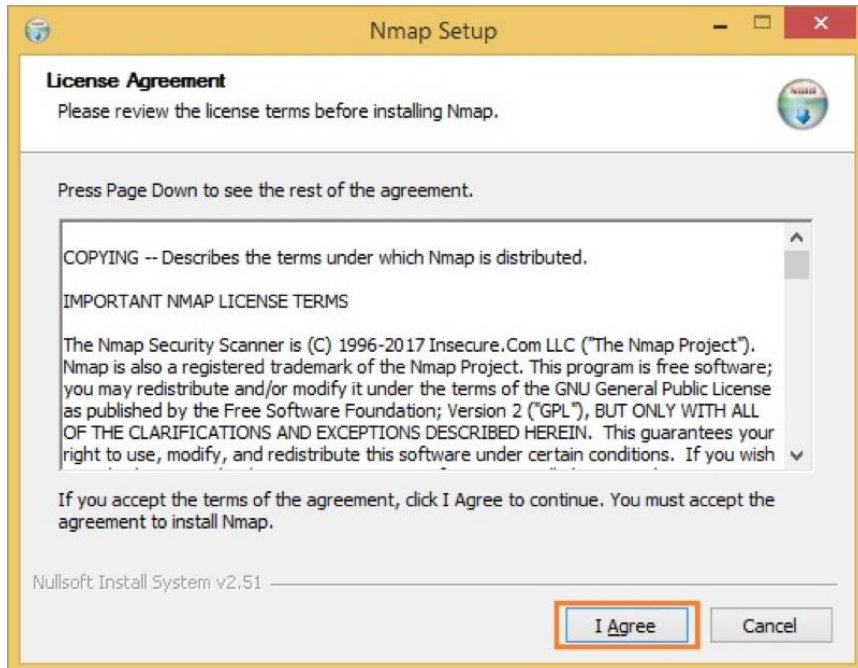 Nmap Setup
License Agreement
Please review the license terms before installing Nmap.
Press Page Down to see the rest of the agreement.
COPYING -- Describes the terms under which Nmap is distributed.
IMPORTANT NMAP LICENSE TERMS
The Nmap Security Scanner is (C) 1996-2017 Insecure.Com LLC ("The Nmap Project").
Nmap is also a registered trademark of the Nmap Project. This program is free software;
you may redistribute and/or modify it under the terms of the GNU General Public License
as published by the Free Software Foundation; Version 2 ("GPL"), BUT ONLY WITH ALL
OF THE CLARIFICATIONS AND EXCEPTIONS DESCRIBED HEREIN. This guarantees your
right to use, modify, and redistribute this software under certain conditions. If you wish
If you accept the terms of the agreement, click I Agree to continue. You must accept the
agreement to install Nmap.
Nullsoft Install System v2.51
I Agree
Cancel